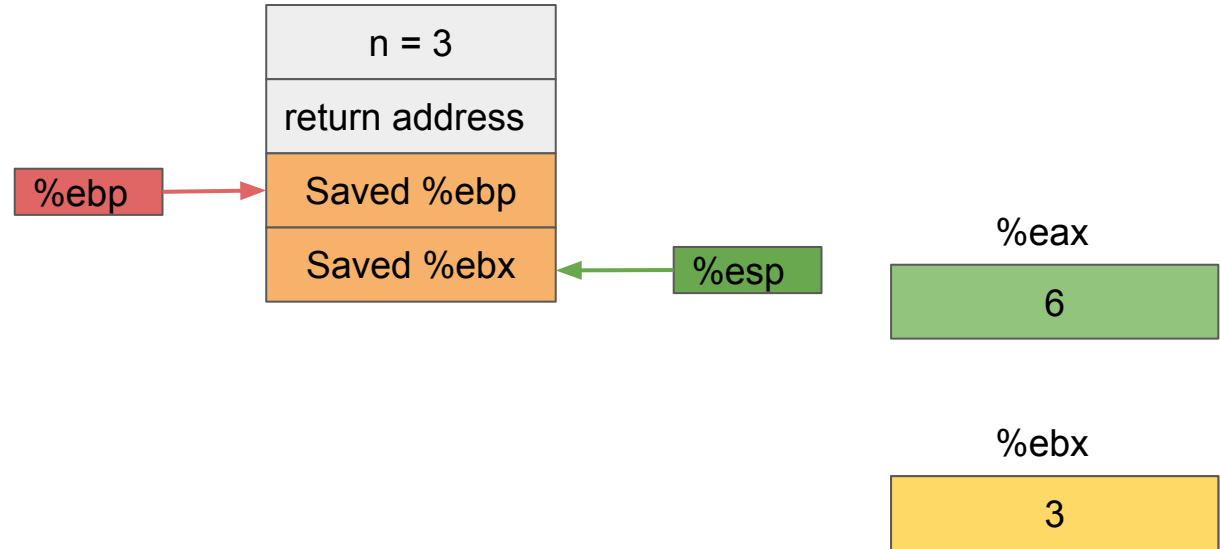 n = 3
return address
%ebp
Saved %ebp
Saved %ebx
%esp
%eax
6
%ebx
3